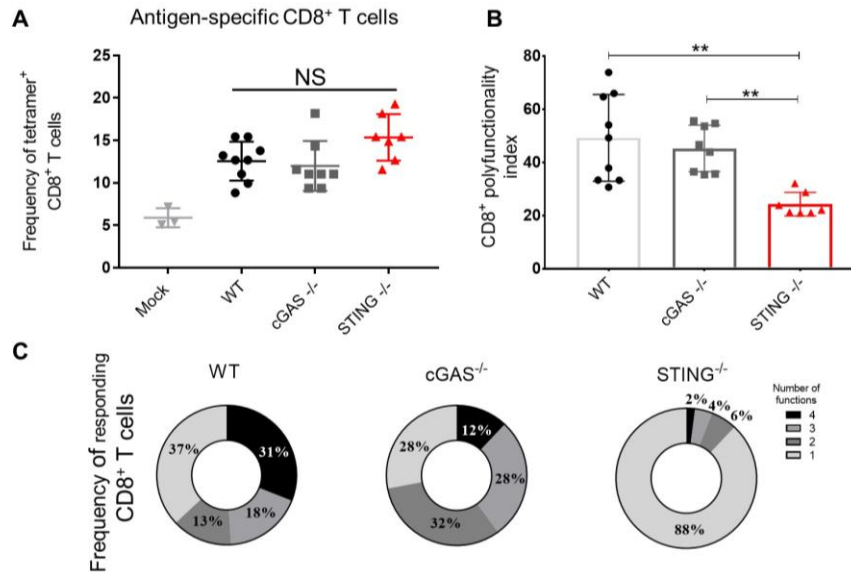 A
Antigen-specific CD8⁺ T cells
Frequency of tetramer⁺
CD8⁺ T cells
25
20
15
10
5
0
NS
Mock
WT
cGAS -/-
STING -/-
B
CD8⁺ polyfunctionality
index
80
60
40
20
0
**
**
WT
cGAS -/-
STING -/-
C
Frequency of responding
CD8⁺ T cells
WT
37%
31%
13%
18%
cGAS⁻/⁻
28%
12%
32%
28%
STING⁻/⁻
2%
4%
6%
88%
Number of
functions
4
3
2
1